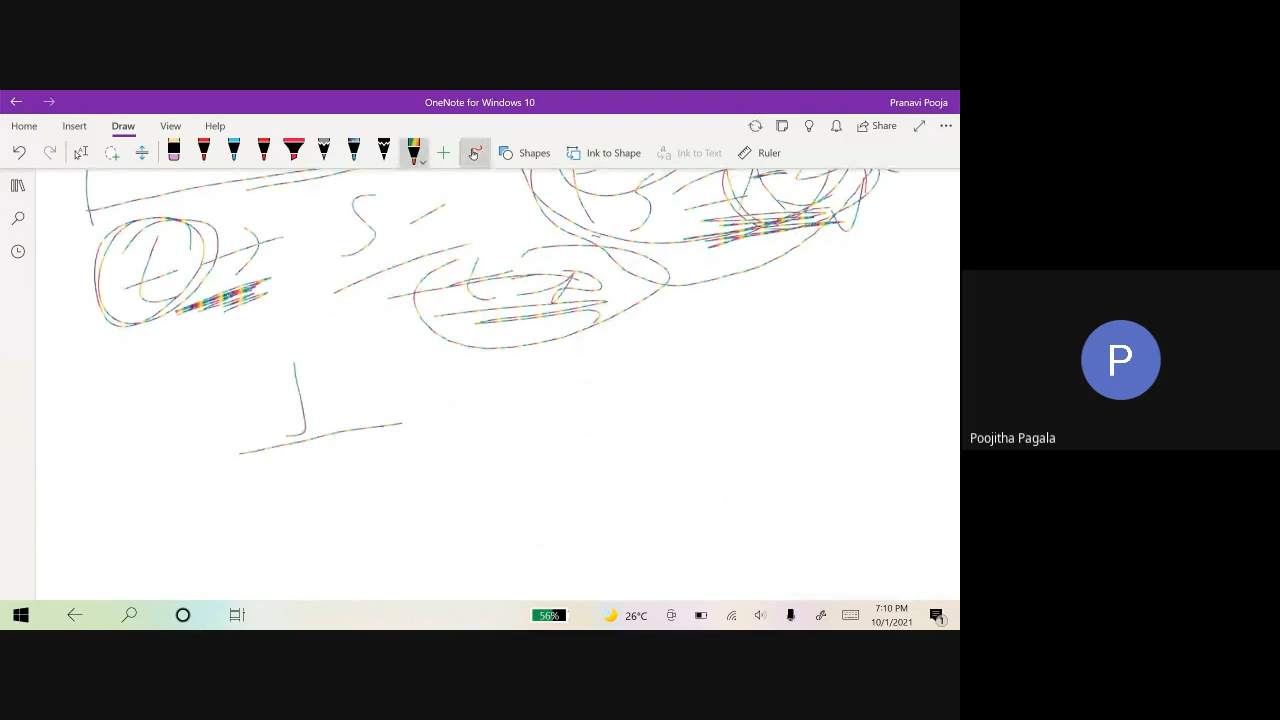 OneNote for Windows 10
Pranavi Pooja
Home Insert Draw View Help
Share
Shapes Ink to Shape Ink to Text Ruler
P
Poojitha Pagala
56%
26°C
7:10 PM
10/1/2021
1